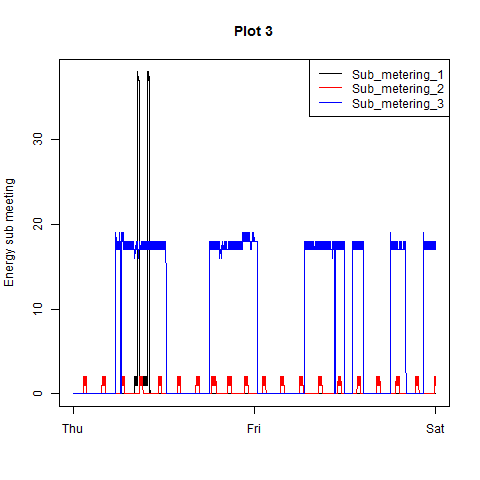 Plot 3
Sub_metering_1
Sub_metering_2
Sub_metering_3
Energy sub meeting
30
20
10
0
Thu Fri Sat